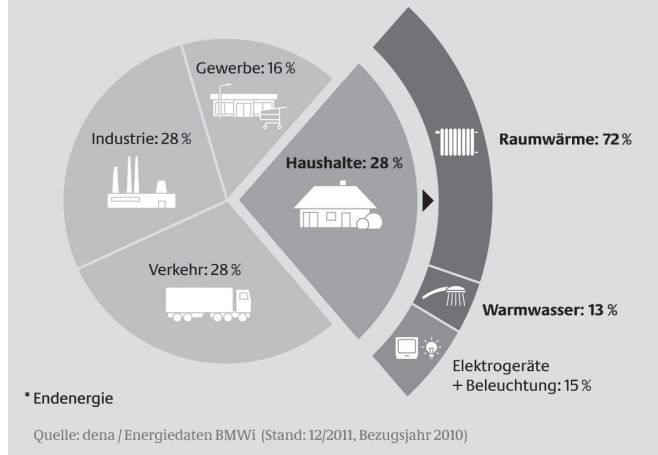 Gewerbe: 16 %
Industrie: 28 %
Haushalte: 28 %
Verkehr: 28 %
Raumwärme: 72 %
Warmwasser: 13 %
Elektrogeräte
+ Beleuchtung: 15 %
* Endenergie
Quelle: dena / Energiedaten BMWi (Stand: 12/2011, Bezugsjahr 2010)